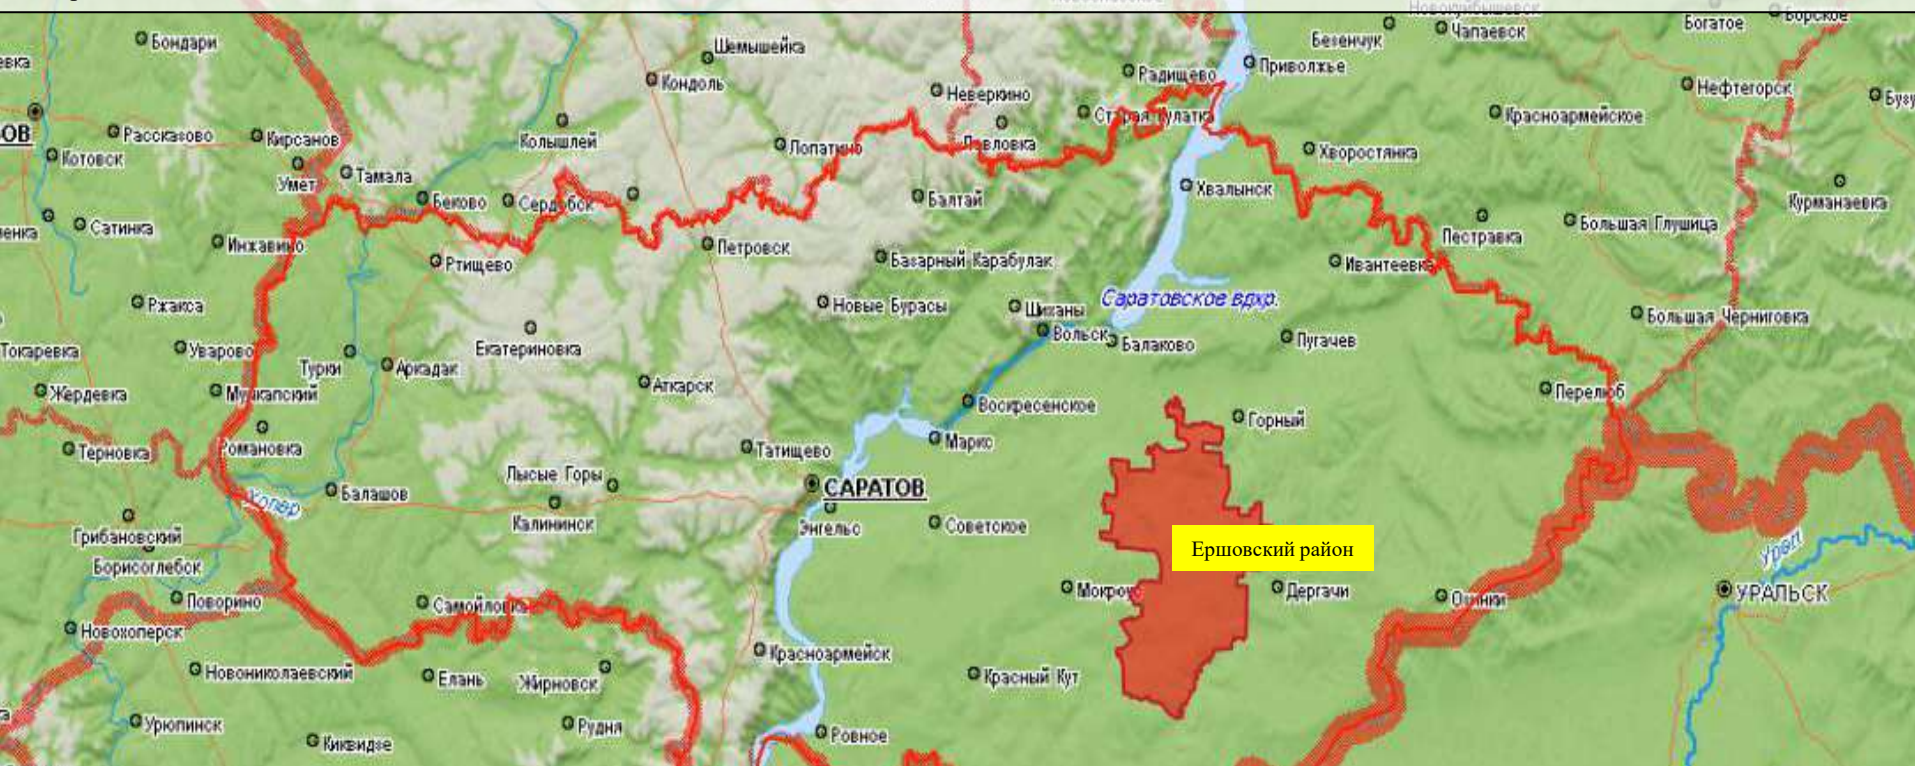 Новокуйбышевск
Борское
Богатое
Чапаевск
Безенчук
Бондари
Шемышейка
Приволжье
Радищево
Кондоль
Нефтегорск
Неверкино
Старая Кулатка
Красноармейское
Рассказово
Кирсанов
Колышлей
Лопатино
Павловка
Хворостянка
ОВ
Котовск
Умет
Тамала
Хвалынск
Курманаевка
Беково
Сердобск
Балтай
Сатинка
Большая Глушица
Пестравка
Инжавино
Петровск
Ртищево
Базарный Карабулак
Ивантеевка
Саратовское вдхр.
Ржакса
Новые Бурасы
Шиханы
Большая Черниговка
Вольск
Балаково
Пугачев
Токаревка
Уварово
Екатериновка
Турки
Аркадак
Аткарск
Жердевка
Мучкапский
Перелюб
Воскресенское
Горный
Романовка
Маркс
Терновка
Татищево
Лысые Горы
САРАТОВ
Балашов
Хопер
Калининск
Энгельс
Советское
Грибановский
Ершовский район
Урал
Борисоглебск
Мокроус
Дергачи
УРАЛЬСК
Поворино
Самойловка
Озинки
Новохоперск
Красноармейск
Новониколаевский
Елань
Жирновск
Красный Кут
Урюпинск
Рудня
Ровное
Киквидзе